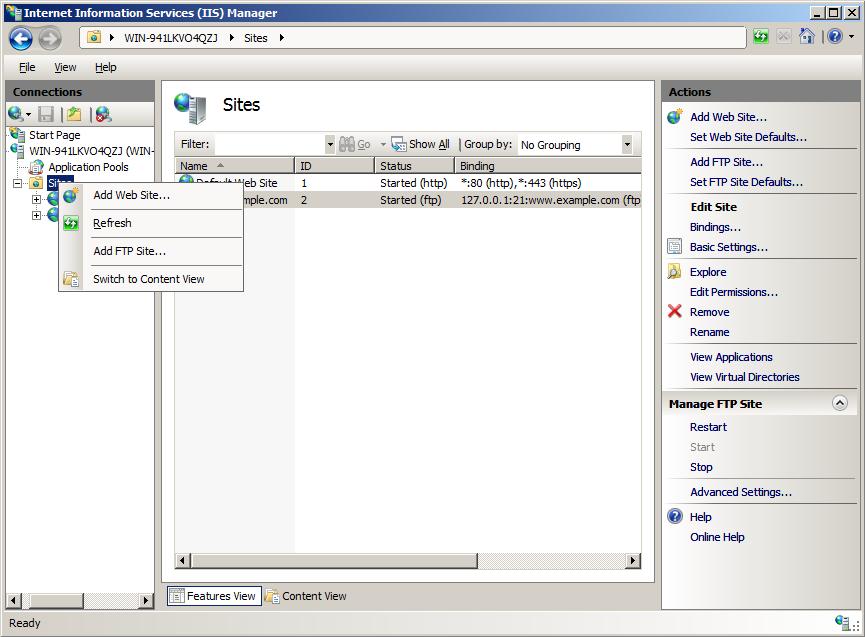 Internet Information Services (IIS) Manager
WIN-941LKVO4QZJ Sites
File View Help
Connections
Start Page
WIN-941LKVO4QZJ (WIN-
Application Pools
Sites
Add Web Site...
Refresh
Add FTP Site...
Switch to Content View
Sites
Filter: Go Show All Group by: No Grouping
Name ID Status Binding
Default Web Site 1 Started (http) *:80 (http),*:443 (https)
mple.com 2 Started (ftp) 127.0.0.1:21:www.example.com (ftp
Features View Content View
Actions
Add Web Site...
Set Web Site Defaults...
Add FTP Site...
Set FTP Site Defaults...
Edit Site
Bindings...
Basic Settings...
Explore
Edit Permissions...
Remove
Rename
View Applications
View Virtual Directories
Manage FTP Site
Restart
Start
Stop
Advanced Settings...
Help
Online Help
Ready